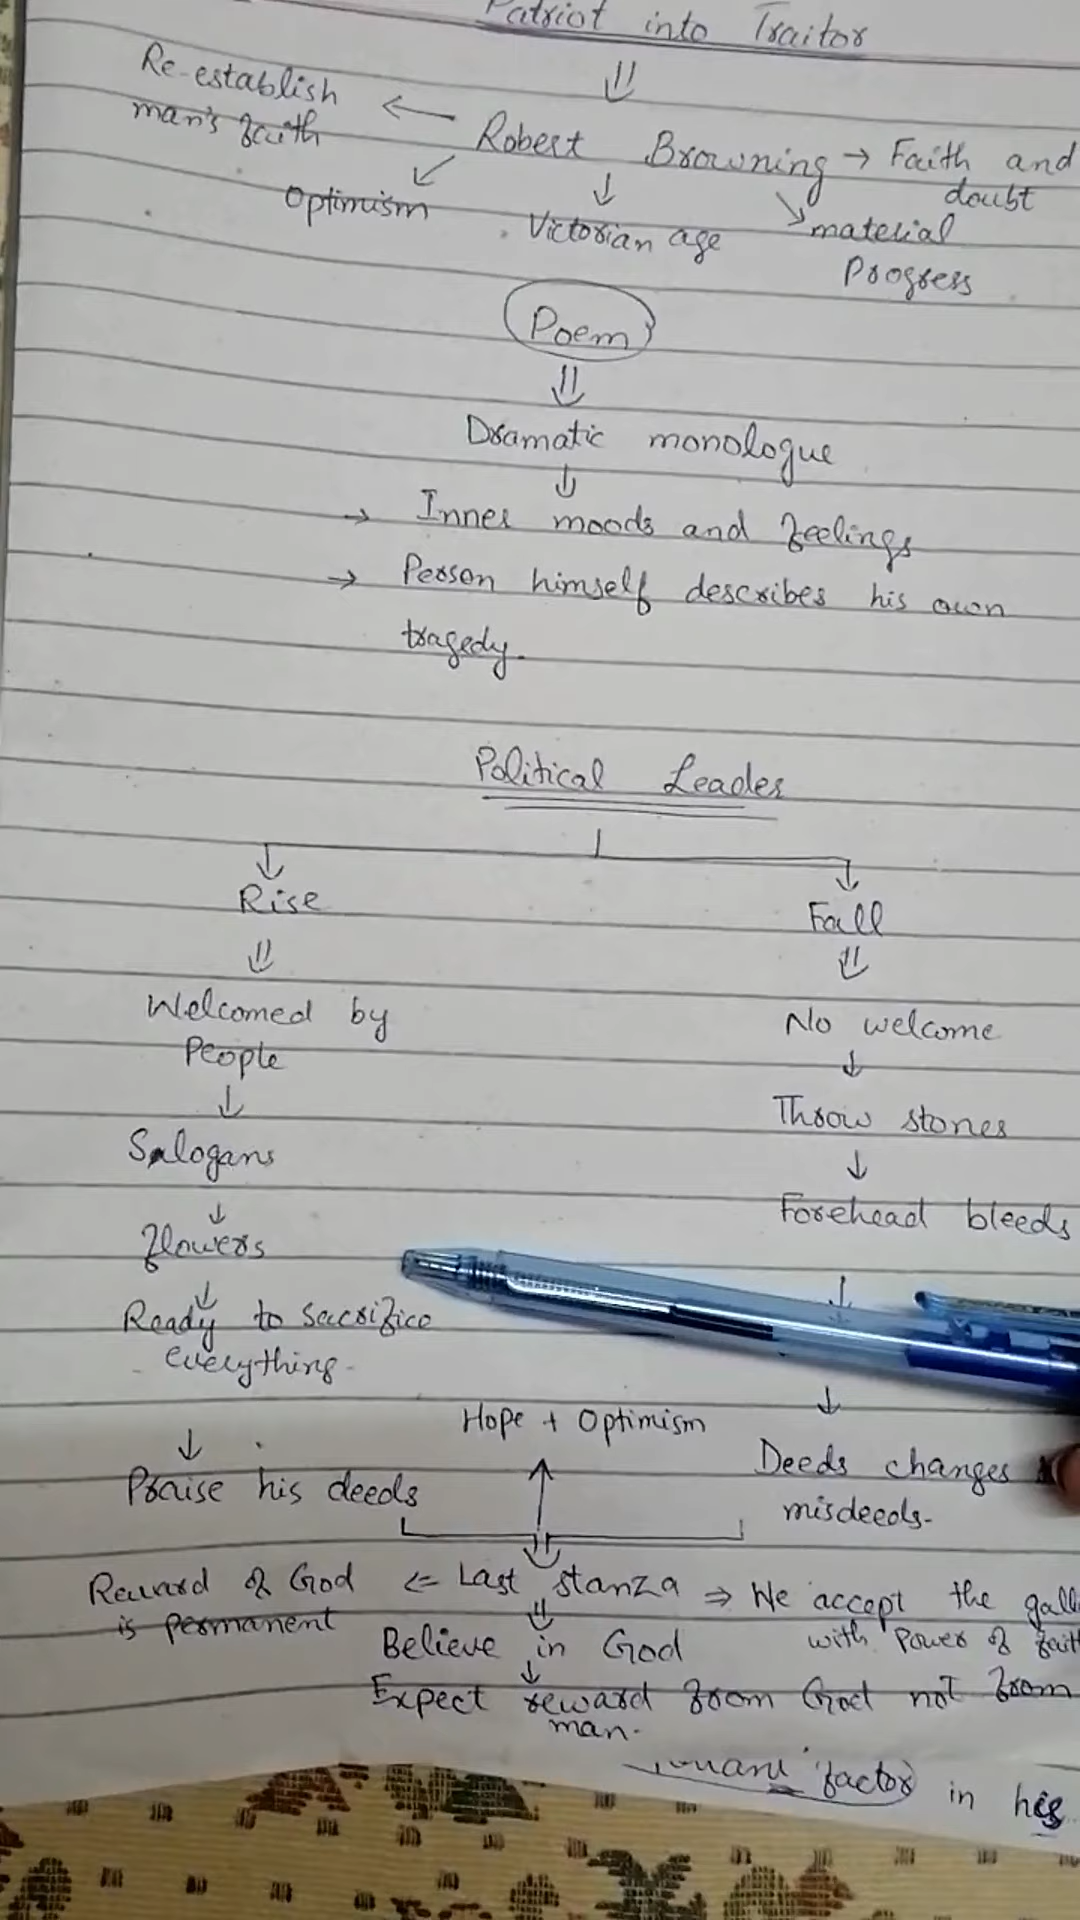 Patriot into Traitor
Re-establish
man's faith
Robert Browning → Faith and
doubt
Optimism
Victorian age
material
Progress
Poem
Dramatic monologue
→ Inner moods and feelings
→ Person himself describes his own
tragedy.
Political Leader
Rise
Fall
Welcomed by
People
No welcome
Slogans
Throw stones
flowers
Forehead bleeds
Ready to sacrifice
everything.
Hope + Optimism
Praise his deeds
Deeds changes
misdeeds.
Reward of God
is permanent
⇐ Last stanza ⇒ We accept the
with Power of
Believe in God
Expect reward from God not from
man.
factor in his